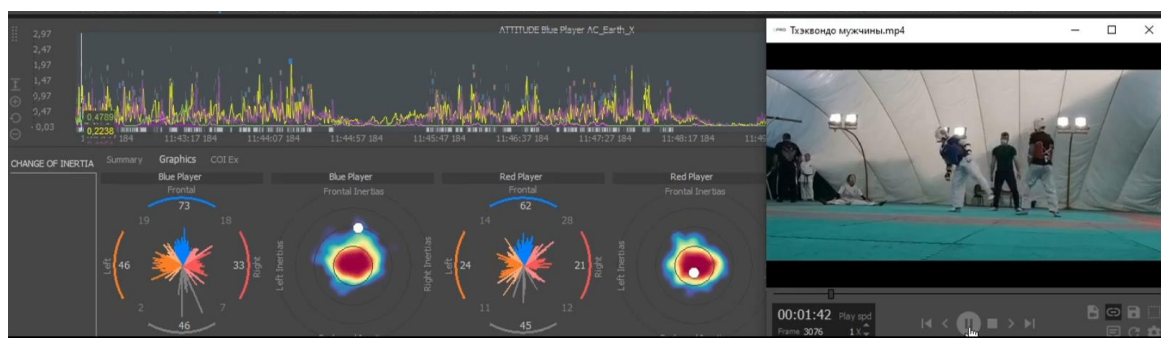 2,97
2,47
1,97
1,47
0,97
0,47
- 0,03
ATTITUDE Blue Player AC_Earth_X
0,4789
0,2238
184
11:43:17 184
11:44:07 184
11:44:57 184
11:45:47 184
11:46:37 184
11:47:27 184
11:48:17 184
CHANGE OF INERTIA
Summary Graphics COI Ex
Blue Player
Frontal
73
19 18
Left 46 33 Right
2 7
46
Blue Player
Frontal Inertias
Left Inertias Right Inertias
Red Player
Frontal
62
14 28
Left 24 21 Right
11 12
45
Red Player
Frontal Inertias
Left Inertias
Тхэквондо мужчины.mp4
00:01:42 Play spd
Frame 3076 1 X